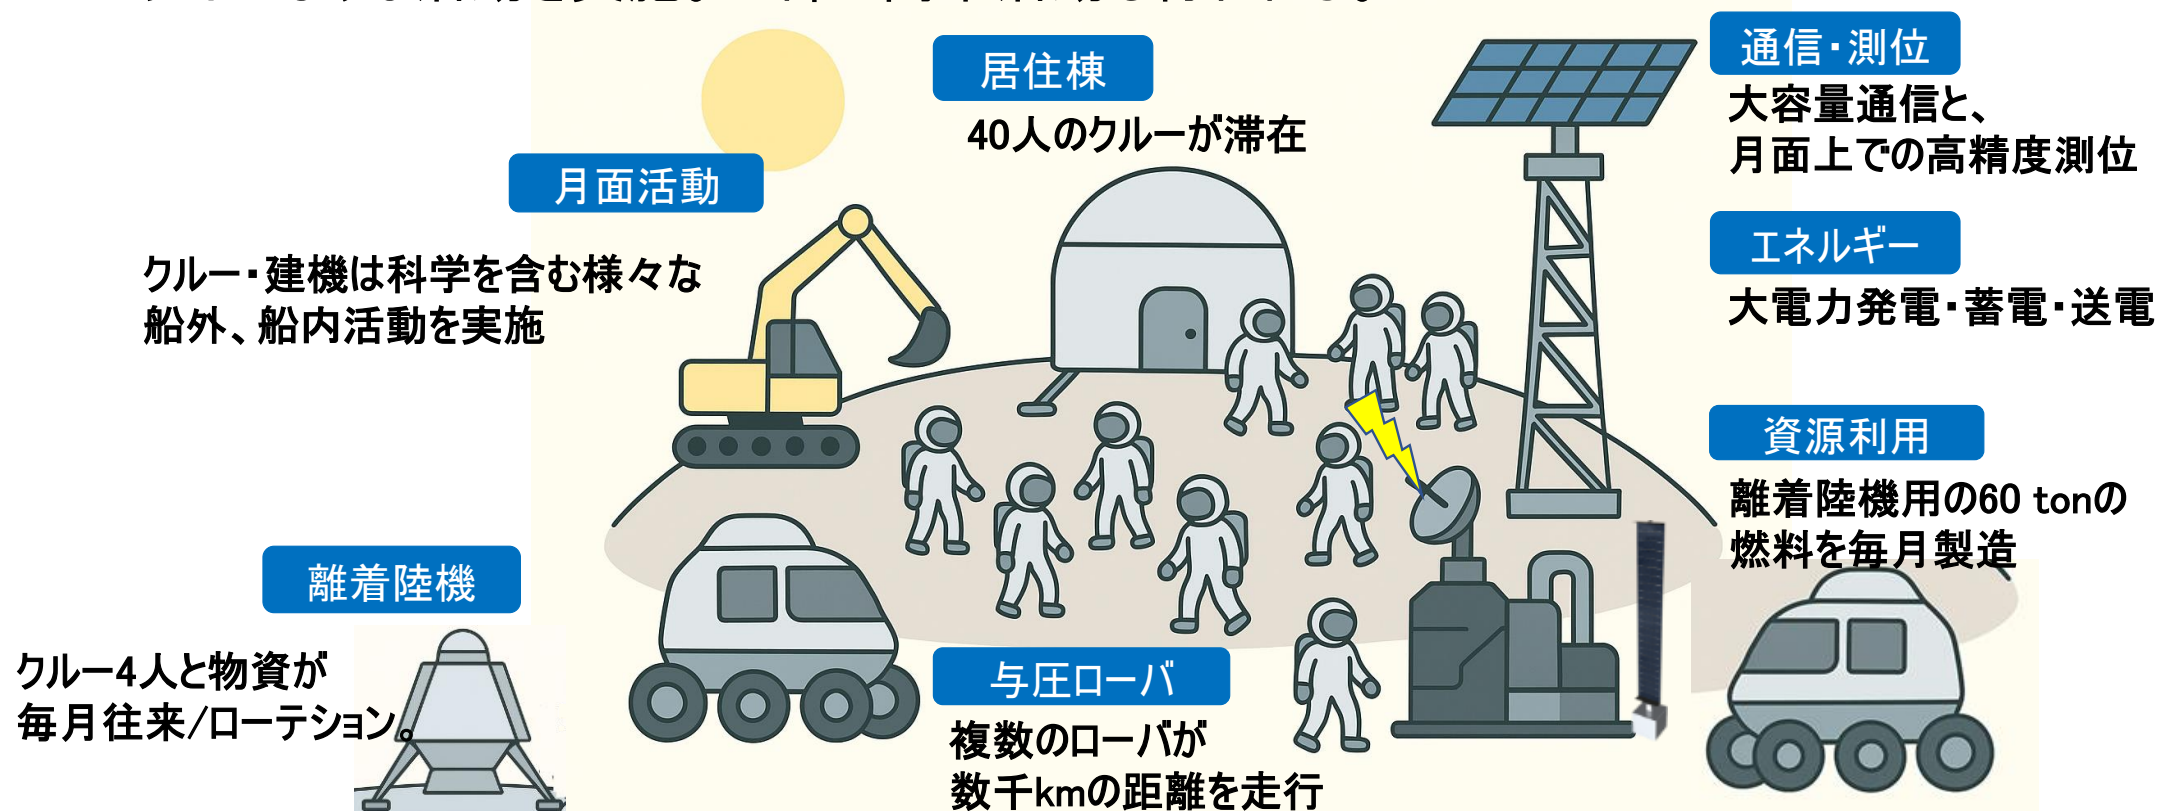 居住棟
40人のクルーが滞在
通信・測位
大容量通信と、
月面上での高精度測位
月面活動
クルー・建機は科学を含む様々な
船外、船内活動を実施
エネルギー
大電力発電・蓄電・送電
資源利用
離着陸機用の60 tonの
燃料を毎月製造
離着陸機
クルー4人と物資が
毎月往来/ローテション。
与圧ローバ
複数のローバが
数千kmの距離を走行